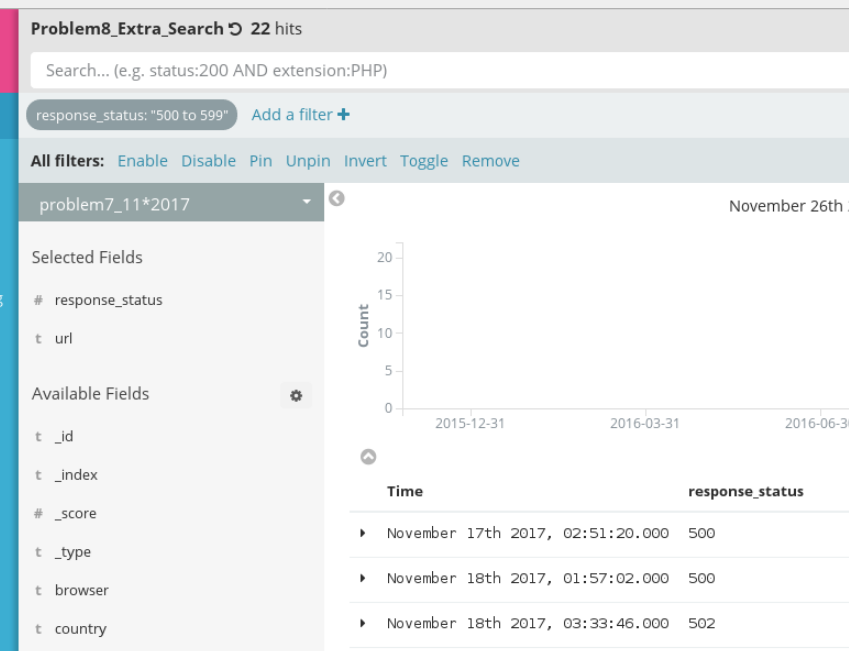 Problem8_Extra_Search 22 hits
Search... (e.g. status:200 AND extension:PHP)
response_status: "500 to 599" Add a filter +
All filters: Enable Disable Pin Unpin Invert Toggle Remove
problem7_11*2017
November 26th
Selected Fields
# response_status
t url
Available Fields
t _id
t _index
# _score
t _type
t browser
t country
Count
20
15
10
5
0
2015-12-31 2016-03-31 2016-06-30
Time response_status
November 17th 2017, 02:51:20.000 500
November 18th 2017, 01:57:02.000 500
November 18th 2017, 03:33:46.000 502